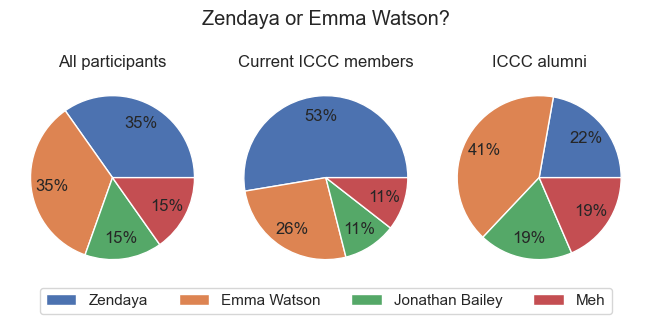 Zendaya or Emma Watson?
All participants
35%
35%
15%
15%
Current ICCC members
53%
26%
11%
11%
ICCC alumni
22%
41%
19%
19%
Zendaya
Emma Watson
Jonathan Bailey
Meh